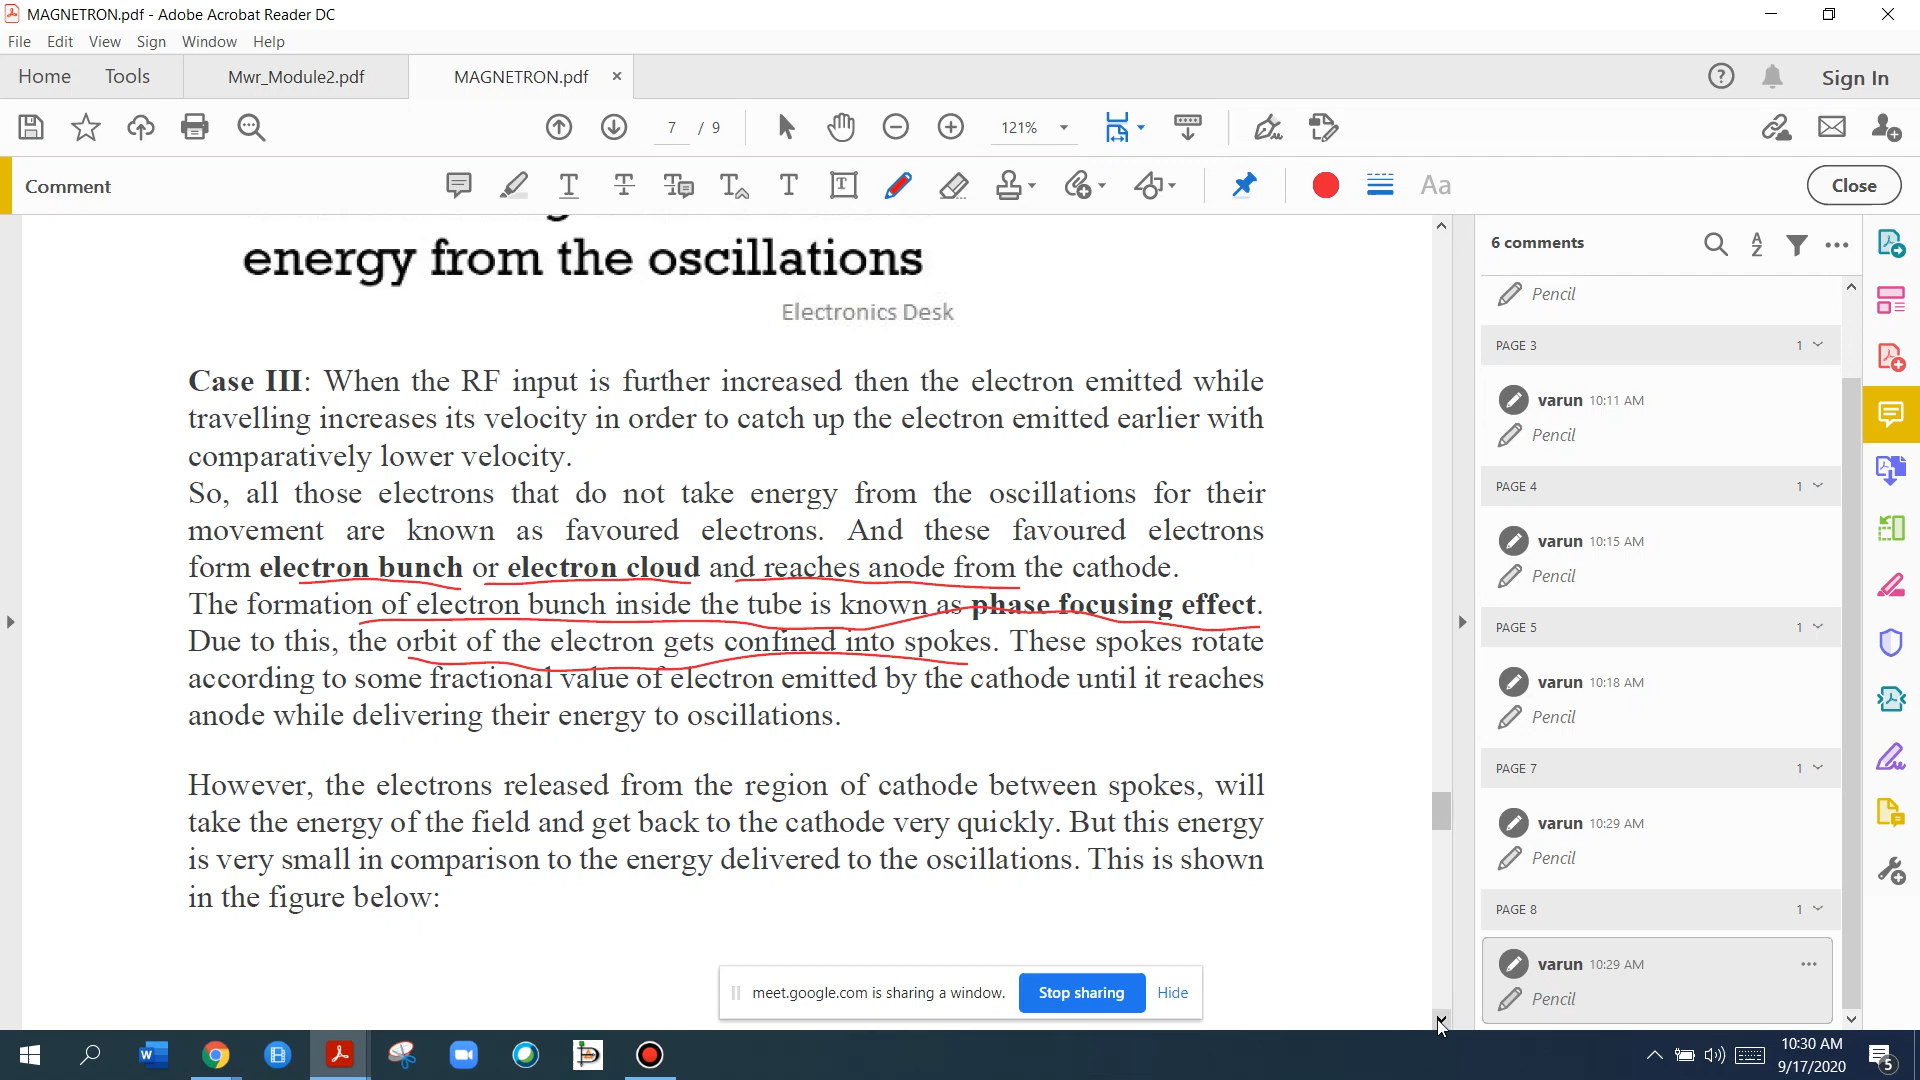 MAGNETRON.pdf - Adobe Acrobat Reader DC
File Edit View Sign Window Help
Home Tools Mwr_Module2.pdf MAGNETRON.pdf × Sign In
7 / 9 121%
Comment Close
energy from the oscillations
Electronics Desk
Case III: When the RF input is further increased then the electron emitted while
travelling increases its velocity in order to catch up the electron emitted earlier with
comparatively lower velocity.
So, all those electrons that do not take energy from the oscillations for their
movement are known as favoured electrons. And these favoured electrons
form electron bunch or electron cloud and reaches anode from the cathode.
The formation of electron bunch inside the tube is known as phase focusing effect.
Due to this, the orbit of the electron gets confined into spokes. These spokes rotate
according to some fractional value of electron emitted by the cathode until it reaches
anode while delivering their energy to oscillations.
However, the electrons released from the region of cathode between spokes, will
take the energy of the field and get back to the cathode very quickly. But this energy
is very small in comparison to the energy delivered to the oscillations. This is shown
in the figure below:
6 comments
Pencil
PAGE 3 1
varun 10:11 AM
Pencil
PAGE 4 1
varun 10:15 AM
Pencil
PAGE 5 1
varun 10:18 AM
Pencil
PAGE 7 1
varun 10:29 AM
Pencil
PAGE 8 1
varun 10:29 AM
Pencil
meet.google.com is sharing a window. Stop sharing Hide
10:30 AM
9/17/2020
5